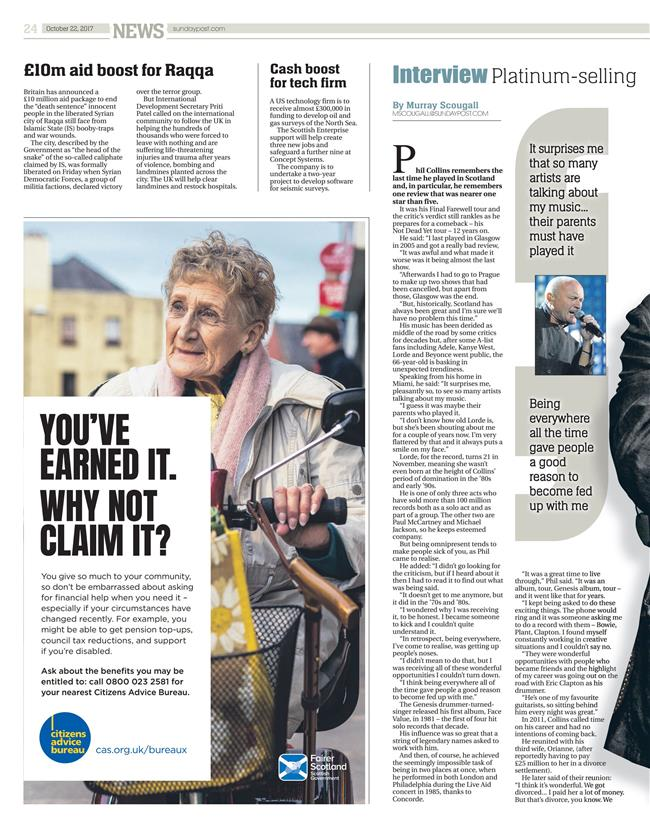 24
October 22, 2017
NEWS
sundaypost.com
£10m aid boost for Raqqa
Britain has announced a
£10 million aid package to end
the “death sentence” innocent
people in the liberated Syrian
city of Raqqa still face from
Islamic State (IS) booby-traps
and war wounds.
The city, described by the
Government as “the head of the
snake” of the so-called caliphate
claimed by IS, was formally
liberated on Friday when Syrian
Democratic Forces, a group of
militia factions, declared victory
over the terror group.
But International
Development Secretary Priti
Patel called on the international
community to follow the UK in
helping the hundreds of
thousands who were forced to
leave with nothing and are
suffering life-threatening
injuries and trauma after years
of violence, bombing and
landmines planted across the
city. The UK will help clear
landmines and restock hospitals.
Cash boost
for tech firm
A US technology firm is to
receive almost £300,000 in
funding to develop oil and
gas surveys of the North Sea.
The Scottish Enterprise
support will help create
three new jobs and
safeguard a further nine at
Concept Systems.
The company is to
undertake a two-year
project to develop software
for seismic surveys.
YOU’VE
EARNED IT.
WHY NOT
CLAIM IT?
You give so much to your community,
so don’t be embarrassed about asking
for financial help when you need it –
especially if your circumstances have
changed recently. For example, you
might be able to get pension top-ups,
council tax reductions, and support
if you’re disabled.
Ask about the benefits you may be
entitled to: call 0800 023 2581 for
your nearest Citizens Advice Bureau.
citizens
advice
bureau
cas.org.uk/bureaux
Fairer
Scotland
Scottish
Government
Interview Platinum-selling
By Murray Scougall
MSCOUGALL@SUNDAYPOST.COM
Phil Collins remembers the
last time he played in Scotland
and, in particular, he remembers
one review that was nearer one
star than five.
It was his Final Farewell tour and
the critic’s verdict still rankles as he
prepares for a comeback – his
Not Dead Yet tour – 12 years on.
He said: “I last played in Glasgow
in 2005 and got a really bad review.
“It was awful and what made it
worse was it being almost the last
show.
“Afterwards I had to go to Prague
to make up two shows that had
been cancelled, but apart from
those, Glasgow was the end.
“But, historically, Scotland has
always been great and I’m sure we’ll
have no problem this time.”
His music has been derided as
middle of the road by some critics
for decades but, after some A-list
fans including Adele, Kanye West,
Lorde and Beyonce went public, the
66-year-old is basking in
unexpected trendiness.
Speaking from his home in
Miami, he said: “It surprises me,
pleasantly so, to see so many artists
talking about my music.
“I guess it was maybe their
parents who played it.
“I don’t know how old Lorde is,
but she’s been shouting about me
for a couple of years now. I’m very
flattered by that and it always puts a
smile on my face.”
Lorde, for the record, turns 21 in
November, meaning she wasn’t
even born at the height of Collins’
period of domination in the ’80s
and early ’90s.
He is one of only three acts who
have sold more than 100 million
records both as a solo act and as
part of a group. The other two are
Paul McCartney and Michael
Jackson, so he keeps esteemed
company.
But being omnipresent tends to
make people sick of you, as Phil
came to realise.
He added: “I didn’t go looking for
the criticism, but if I heard about it
then I had to read it to find out what
was being said.
“It doesn’t get to me anymore, but
it did in the ’70s and ’80s.
“I wondered why I was receiving
it, to be honest. I became someone
to kick and I couldn’t quite
understand it.
“In retrospect, being everywhere,
I’ve come to realise, was getting up
people’s noses.
“I didn’t mean to do that, but I
was receiving all of these wonderful
opportunities I couldn’t turn down.
“I think being everywhere all of
the time gave people a good reason
to become fed up with me.”
The Genesis drummer-turned-
singer released his first album, Face
Value, in 1981 – the first of four hit
solo records that decade.
His influence was so great that a
string of legendary names asked to
work with him.
And then, of course, he achieved
the seemingly impossible task of
being in two places at once, when
he performed in both London and
Philadelphia during the Live Aid
concert in 1985, thanks to
Concorde.
It surprises me
that so many
artists are
talking about
my music...
their parents
must have
played it
Being
everywhere
all the time
gave people
a good
reason to
become fed
up with me
“It was a great time to live
through,” Phil said. “It was an
album, tour, Genesis album, tour –
and it went like that for years.
“I kept being asked to do these
exciting things. The phone would
ring and it was someone asking me
to do a record with them – Bowie,
Plant, Clapton. I found myself
constantly working in creative
situations and I couldn’t say no.
“They were wonderful
opportunities with people who
became friends and the highlight
of my career was going out on the
road with Eric Clapton as his
drummer.
“He’s one of my favourite
guitarists, so sitting behind
him every night was great.”
In 2011, Collins called time
on his career and had no
intentions of coming back.
He reunited with his
third wife, Orianne, (after
reportedly having to pay
£25 million to her in a divorce
settlement).
He later said of their reunion:
“I think it’s wonderful. We got
divorced... I paid her a lot of money.
But that’s divorce, you know. We